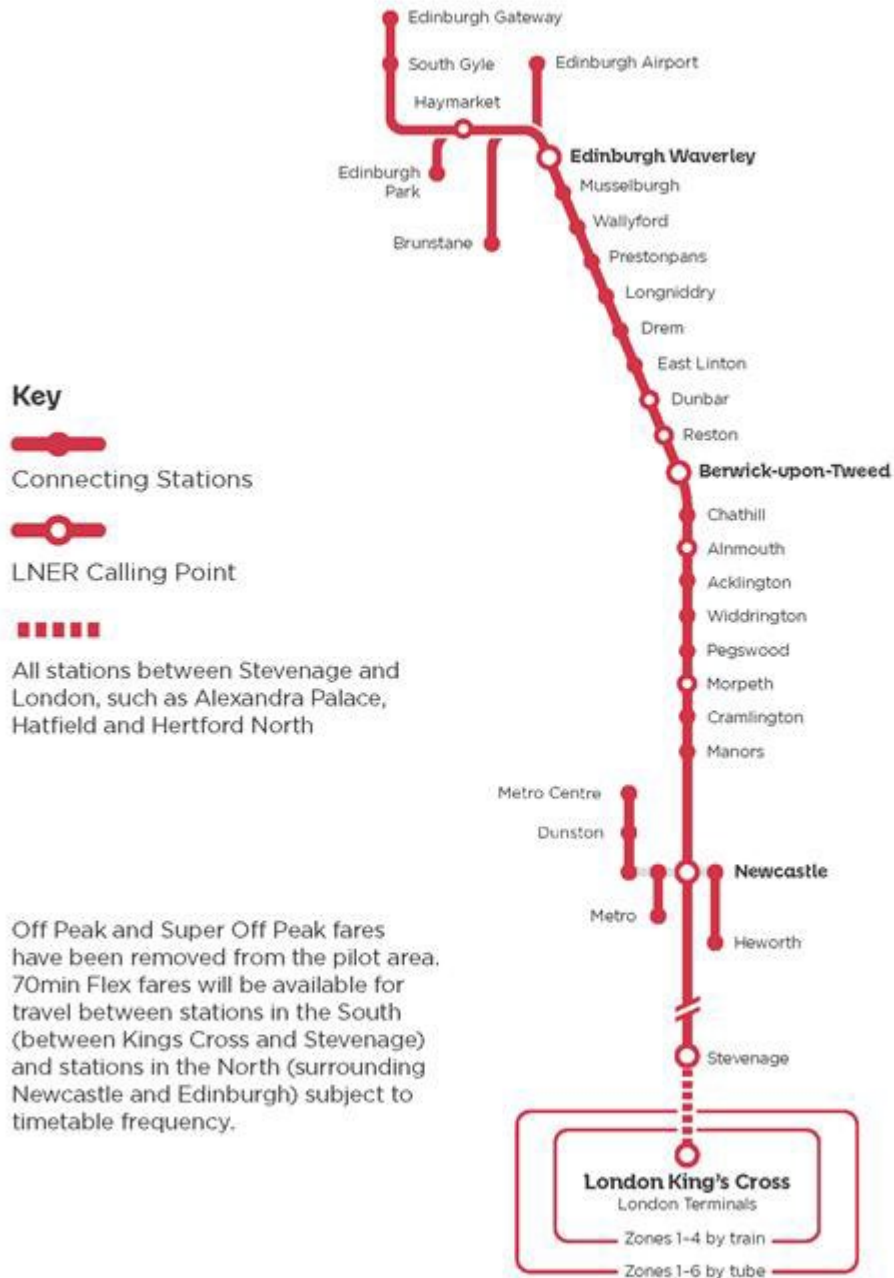 Edinburgh Gateway
South Gyle
Edinburgh Airport
Haymarket
Edinburgh Waverley
Edinburgh
Park
Musselburgh
Wallyford
Brunstane
Prestonpans
Longniddry
Drem
East Linton
Dunbar
Reston
Berwick-upon-Tweed
Chathill
Alnmouth
Acklington
Widdrington
Pegswood
Morpeth
Cramlington
Manors
Metro Centre
Dunston
Newcastle
Metro
Heworth
Stevenage
London King's Cross
London Terminals
Zones 1-4 by train
Zones 1-6 by tube
Key
Connecting Stations
LNER Calling Point
All stations between Stevenage and
London, such as Alexandra Palace,
Hatfield and Hertford North
Off Peak and Super Off Peak fares
have been removed from the pilot area.
70min Flex fares will be available for
travel between stations in the South
(between Kings Cross and Stevenage)
and stations in the North (surrounding
Newcastle and Edinburgh) subject to
timetable frequency.